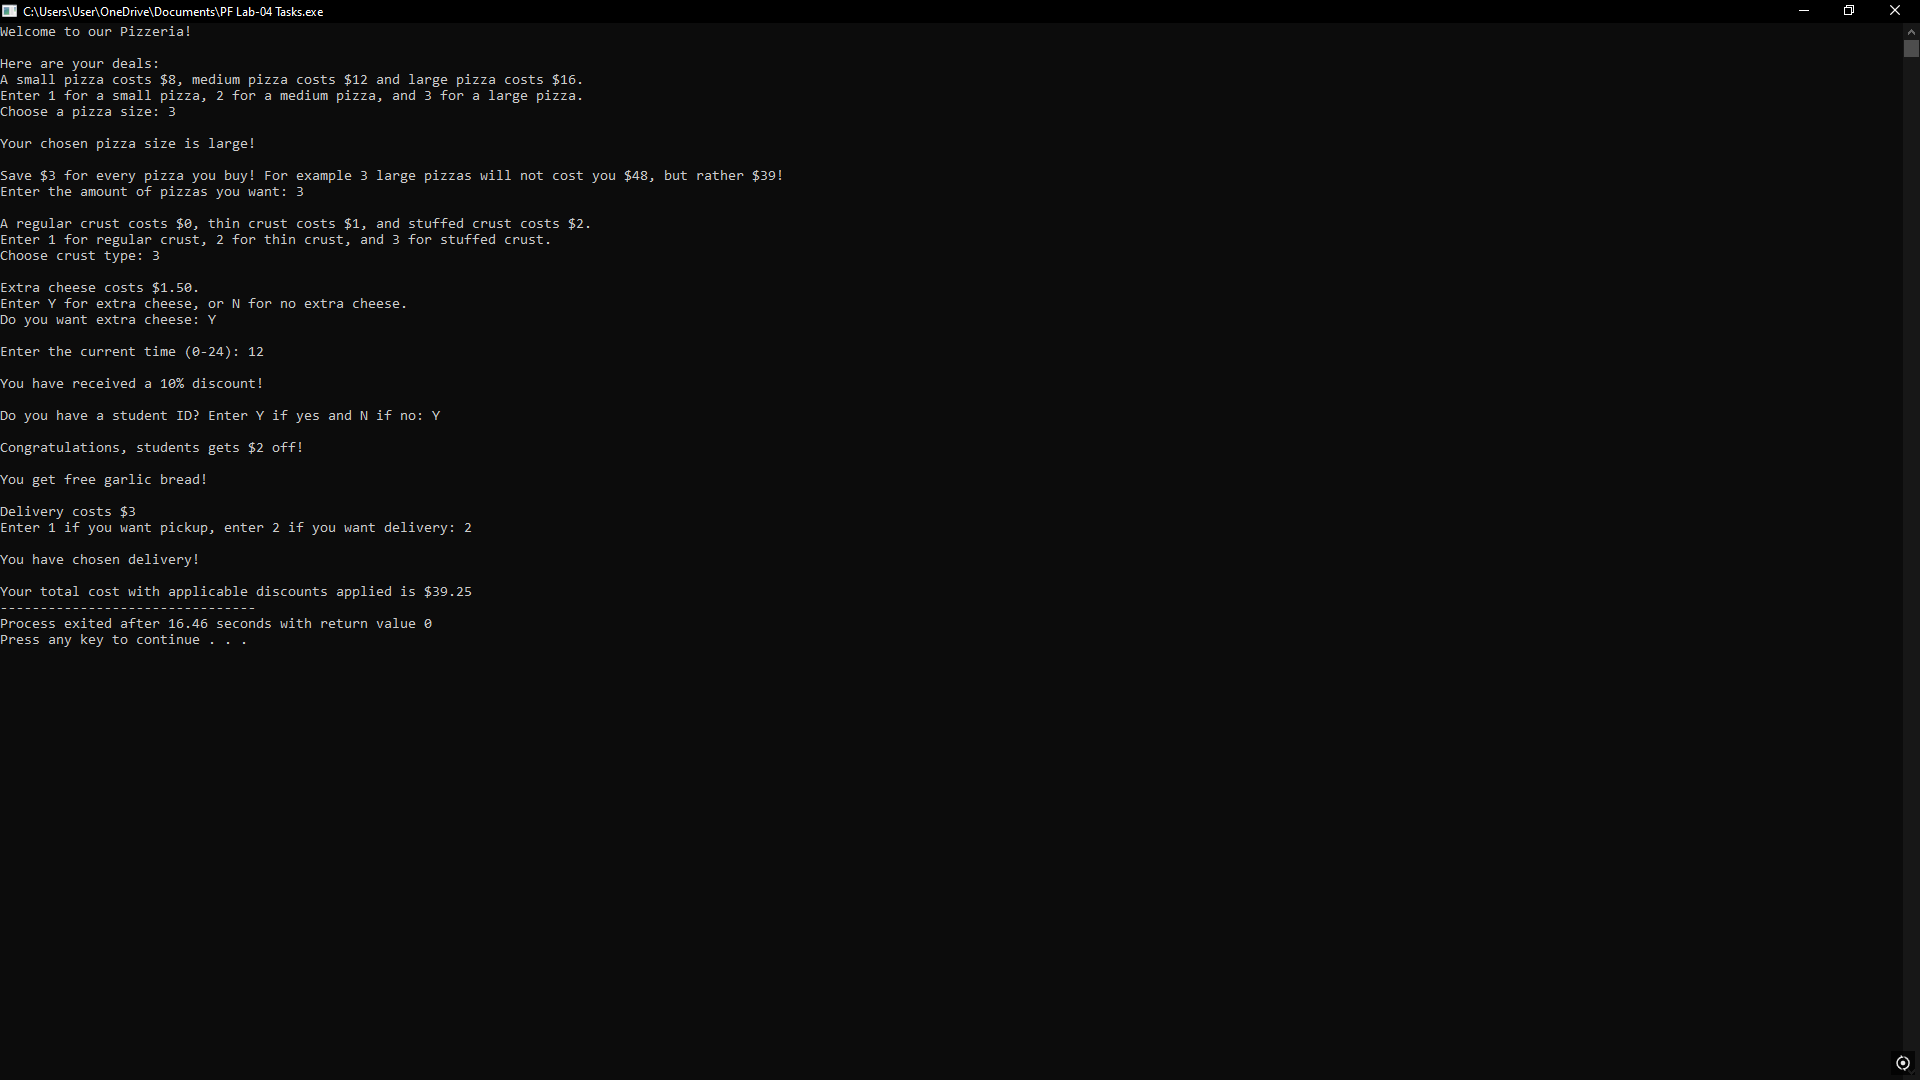 C:\Users\User\OneDrive\Documents\PF Lab-04 Tasks.exe
Welcome to our Pizzeria!
Here are your deals:
A small pizza costs $8, medium pizza costs $12 and large pizza costs $16.
Enter 1 for a small pizza, 2 for a medium pizza, and 3 for a large pizza.
Choose a pizza size: 3
Your chosen pizza size is large!
Save $3 for every pizza you buy! For example 3 large pizzas will not cost you $48, but rather $39!
Enter the amount of pizzas you want: 3
A regular crust costs $0, thin crust costs $1, and stuffed crust costs $2.
Enter 1 for regular crust, 2 for thin crust, and 3 for stuffed crust.
Choose crust type: 3
Extra cheese costs $1.50.
Enter Y for extra cheese, or N for no extra cheese.
Do you want extra cheese: Y
Enter the current time (0-24): 12
You have received a 10% discount!
Do you have a student ID? Enter Y if yes and N if no: Y
Congratulations, students gets $2 off!
You get free garlic bread!
Delivery costs $3
Enter 1 if you want pickup, enter 2 if you want delivery: 2
You have chosen delivery!
Your total cost with applicable discounts applied is $39.25
--------------------------------
Process exited after 16.46 seconds with return value 0
Press any key to continue . . .